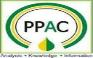 PPAC
Analysis • Knowledge • Information